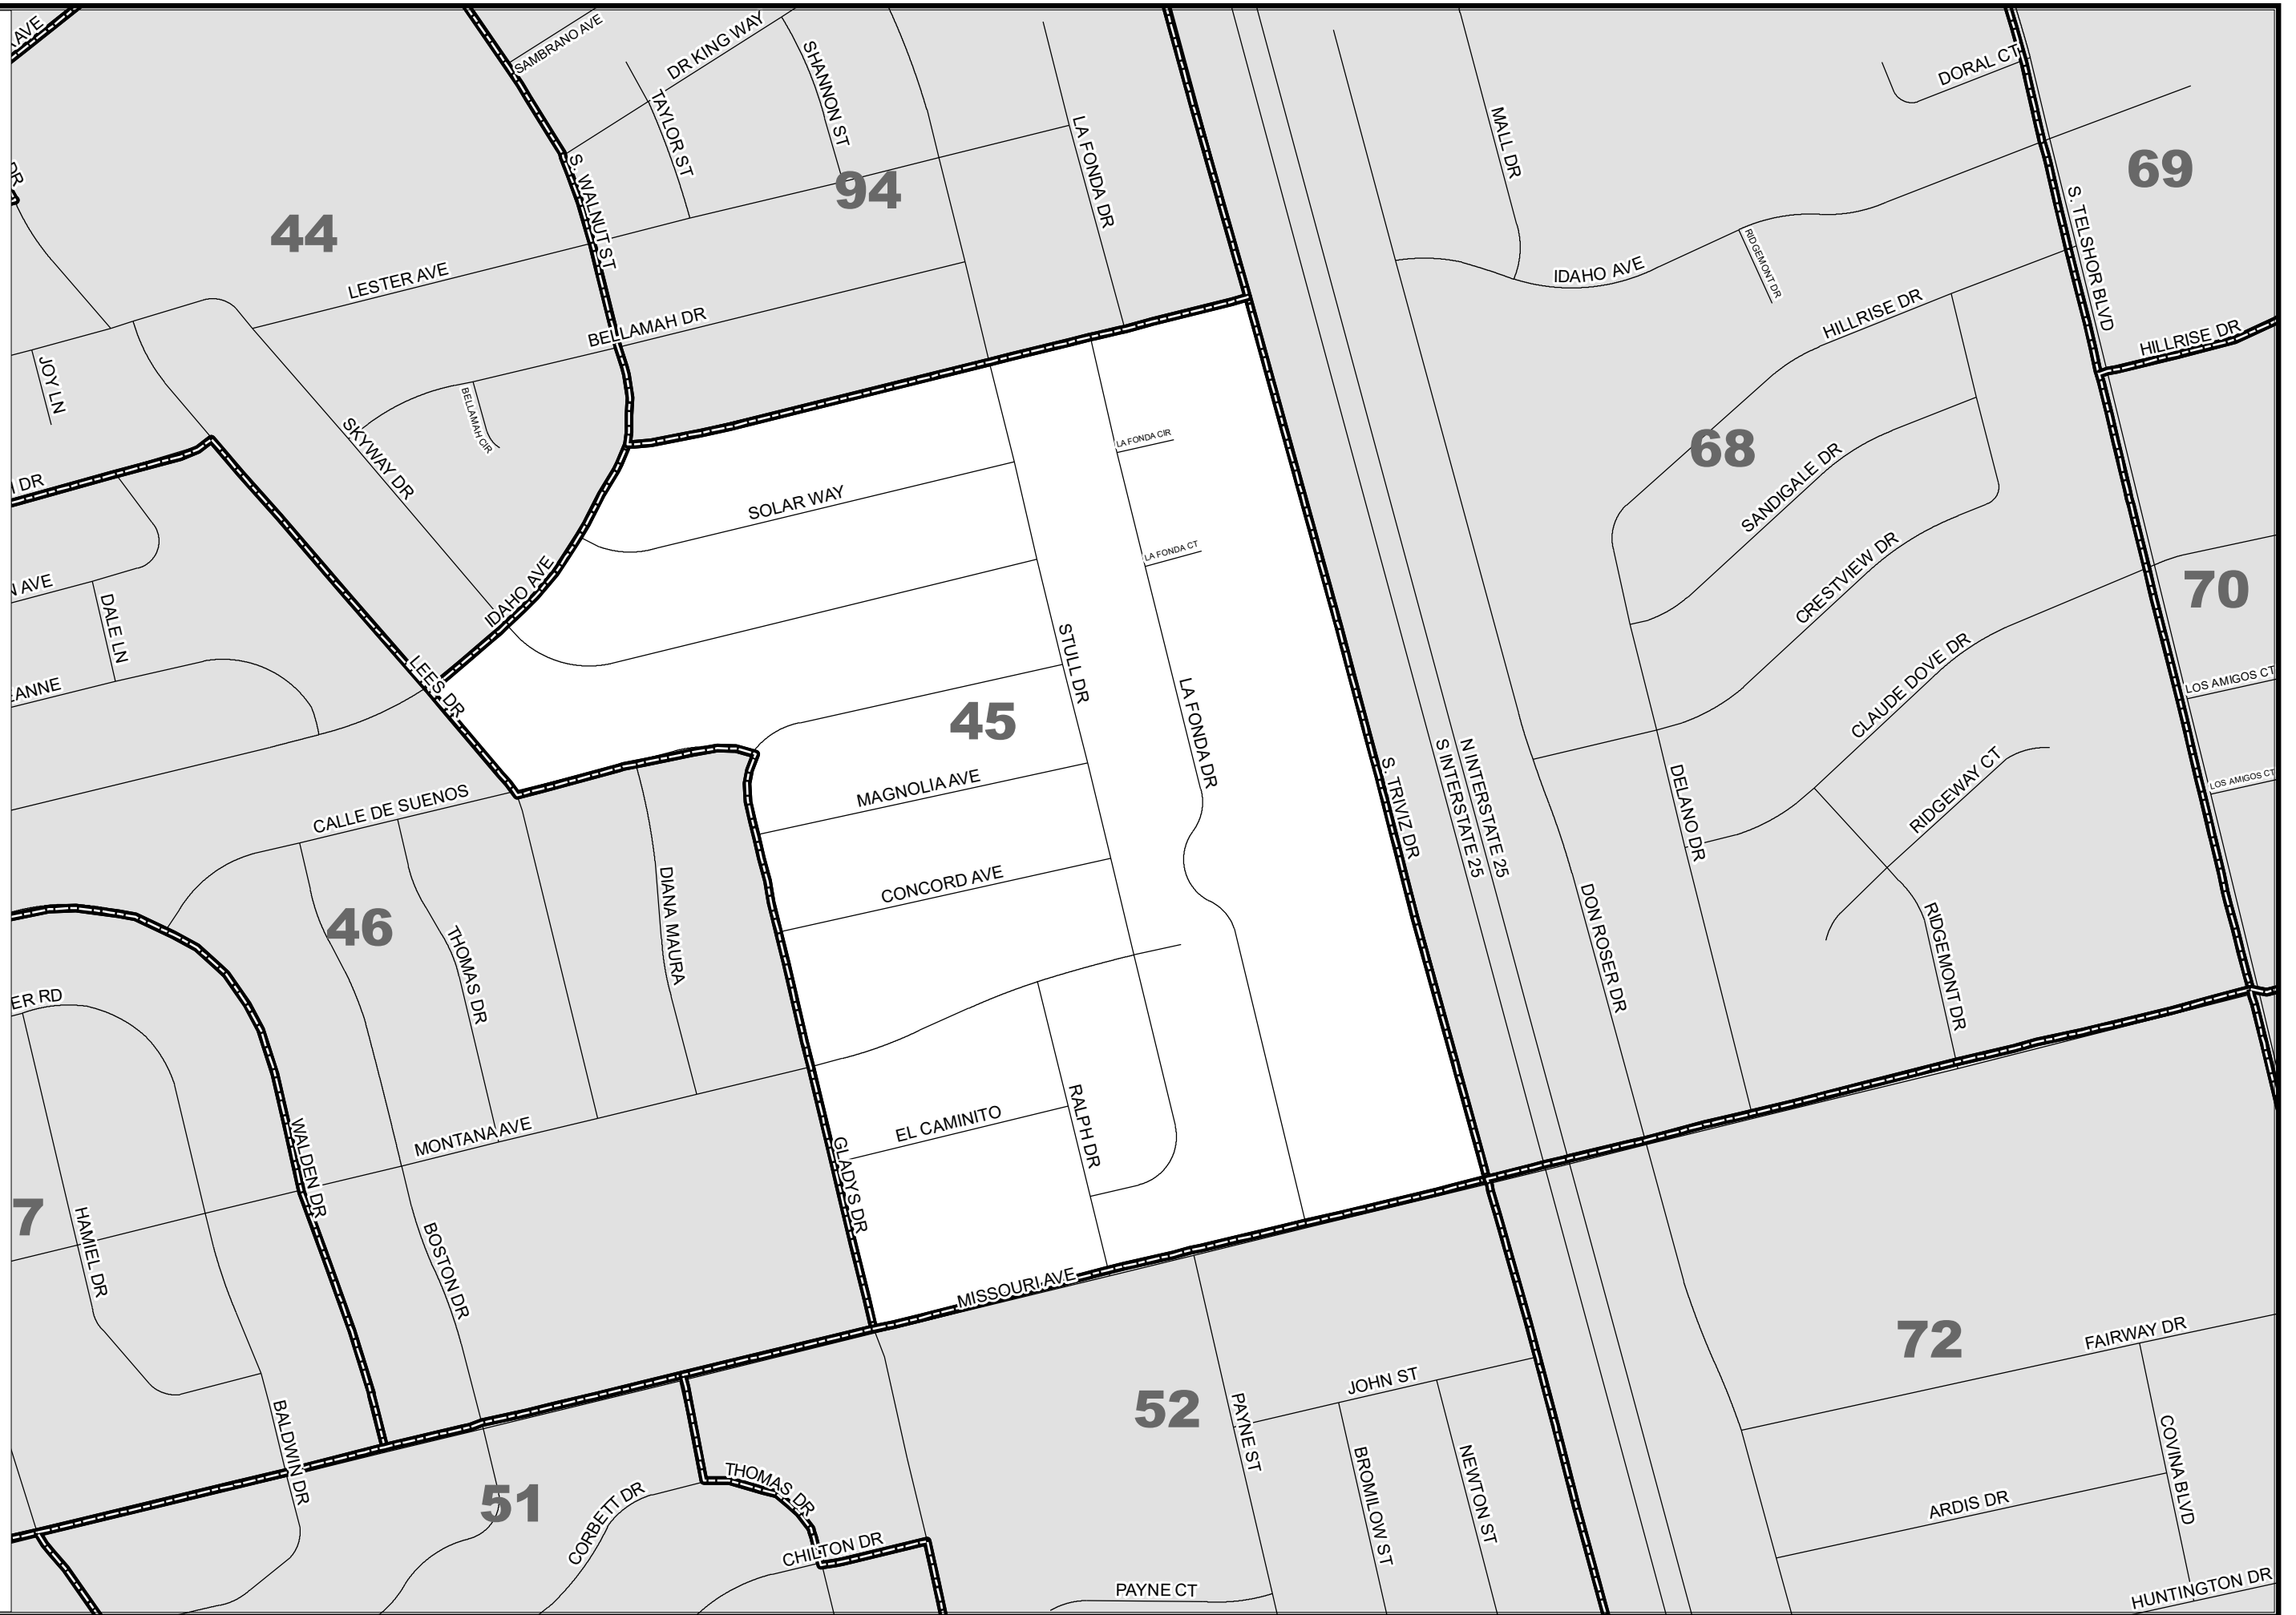 AVE
SAMBRANO AVE
DR KING WAY
SHANNON ST
TAYLOR ST
LA FONDA DR
MALL DR
DORAL CT
69
DR
S. WALNUT ST
94
44
S. TELSHOR BLVD
LESTER AVE
IDAHO AVE
RIDGEMONT DR
HILLRISE DR
HILLRISE DR
BELLAMAH DR
JOY LN
BELLAMAH CIR
SKYWAY DR
LA FONDA CIR
68
SANDIGALE DR
DR
SOLAR WAY
LA FONDA CT
CRESTVIEW DR
70
IDAHO AVE
AVE
DALE LN
STULL DR
CLAUDE DOVE DR
LEES DR
LOS AMIGOS CT
EANNE
45
LA FONDA DR
S. TRIVIZ DR
S INTERSTATE 25
N INTERSTATE 25
DELANO DR
RIDGEWAY CT
LOS AMIGOS CT
MAGNOLIA AVE
CALLE DE SUENOS
CONCORD AVE
DIANA MAURA
46
THOMAS DR
DON ROSER DR
RIDGEMONT DR
ER RD
WALDEN DR
MONTANA AVE
EL CAMINITO
RALPH DR
GLADYS DR
7
HAMIEL DR
BOSTON DR
MISSOURI AVE
72
FAIRWAY DR
52
PAYNE ST
JOHN ST
BALDWIN DR
BROMILOW ST
NEWTON ST
COVINA BLVD
51
CORBETT DR
THOMAS DR
ARDIS DR
CHILTON DR
PAYNE CT
HUNTINGTON DR